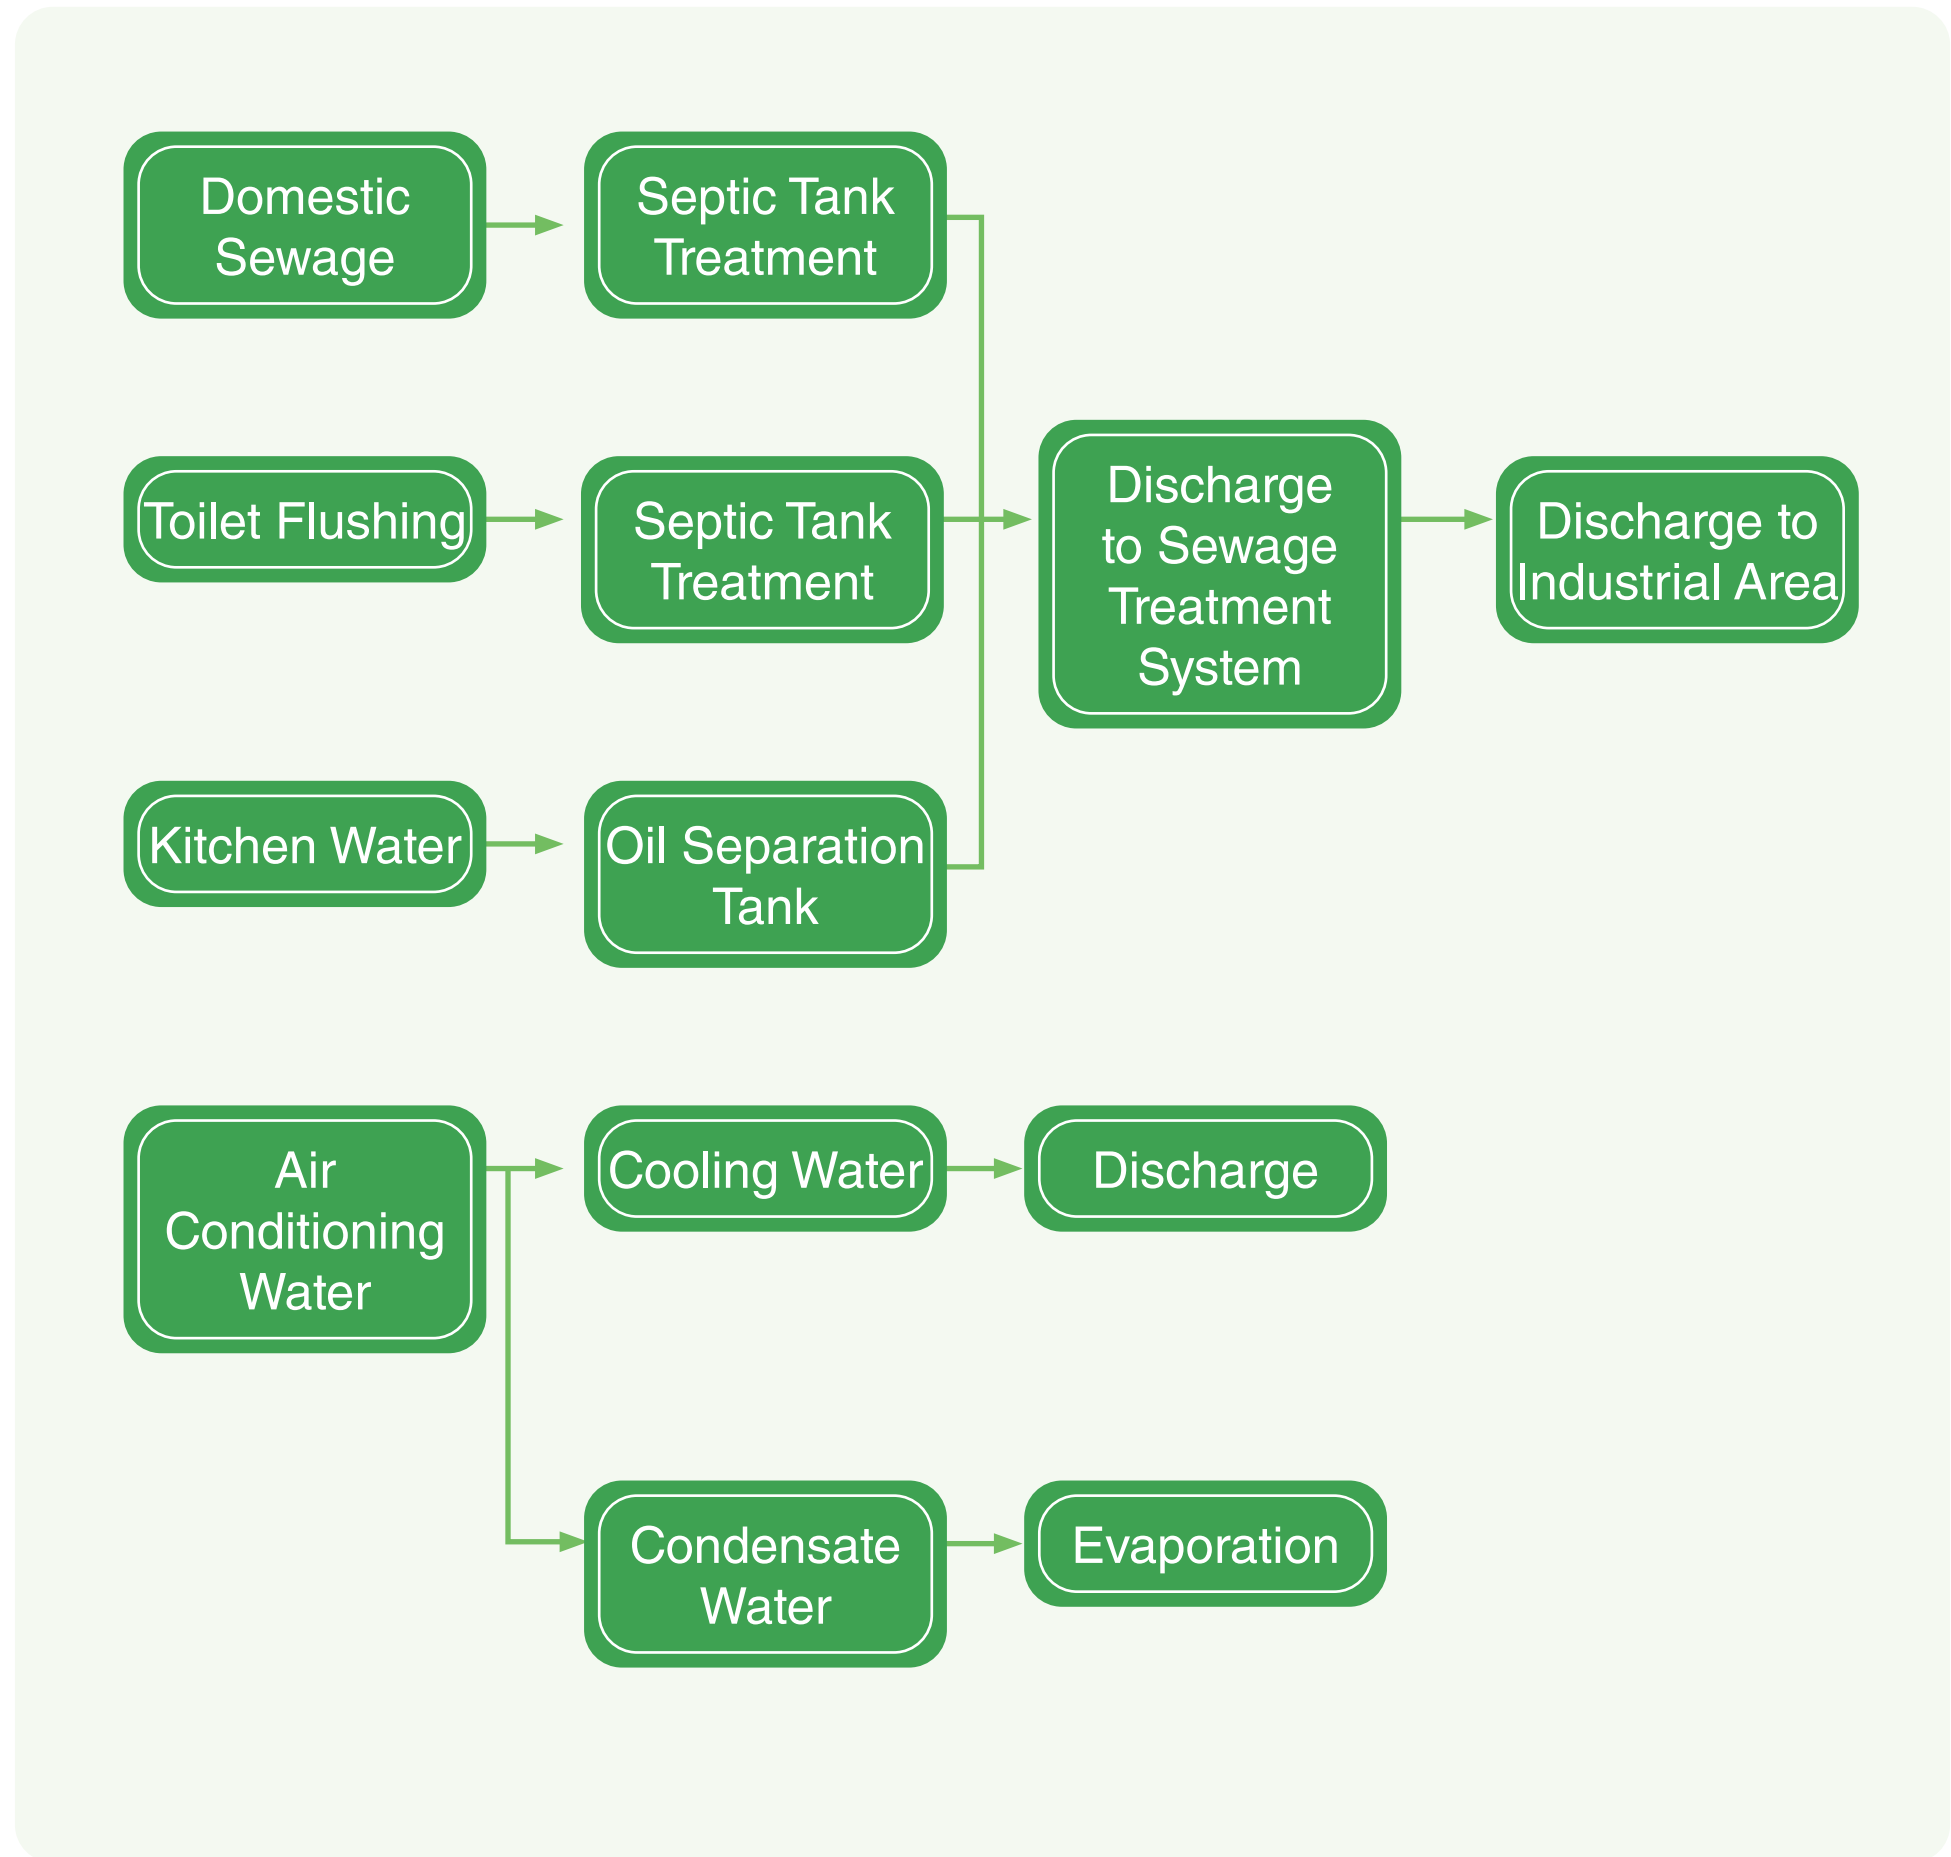 Domestic
Sewage
Septic Tank
Treatment
Toilet Flushing
Septic Tank
Treatment
Discharge
to Sewage
Treatment
System
Discharge to
Industrial Area
Kitchen Water
Oil Separation
Tank
Air
Conditioning
Water
Cooling Water
Discharge
Condensate
Water
Evaporation